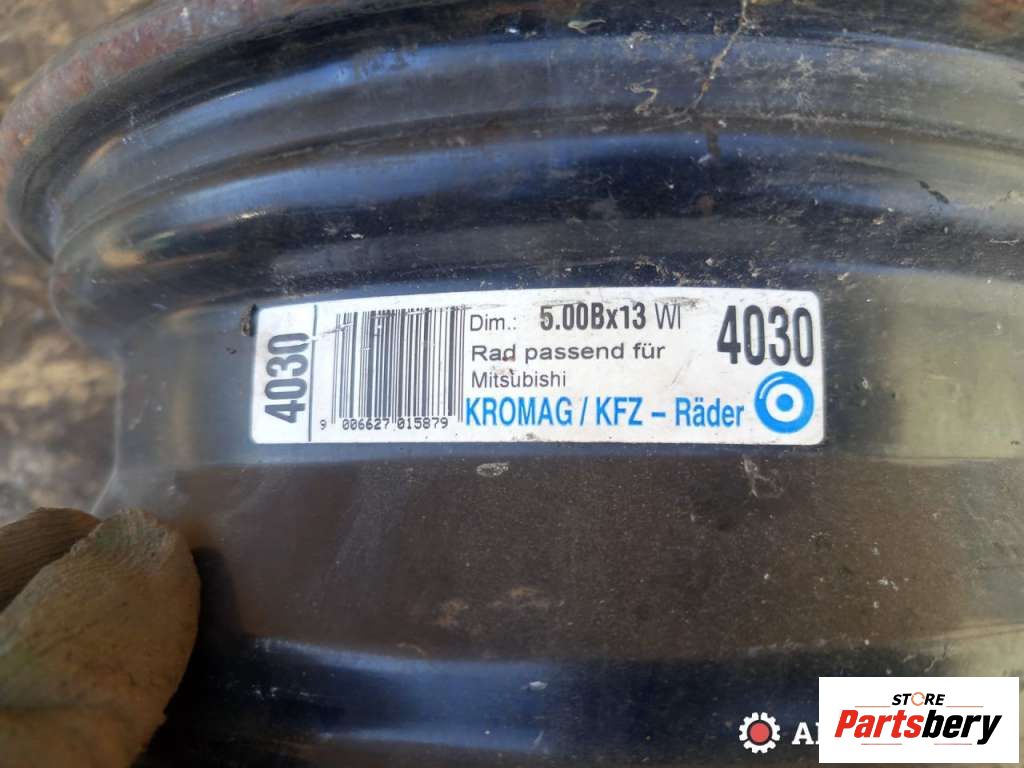 4030
9 006627 015879
Dim.: 5.00Bx13 WI
Rad passend für
Mitsubishi
KROMAG / KFZ – Räder
4030
STORE
Partsbery